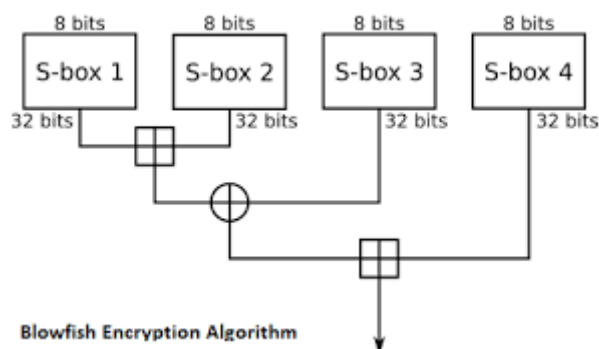 8 bits 8 bits 8 bits 8 bits
S-box 1 S-box 2 S-box 3 S-box 4
32 bits 32 bits 32 bits 32 bits
Blowfish Encryption Algorithm